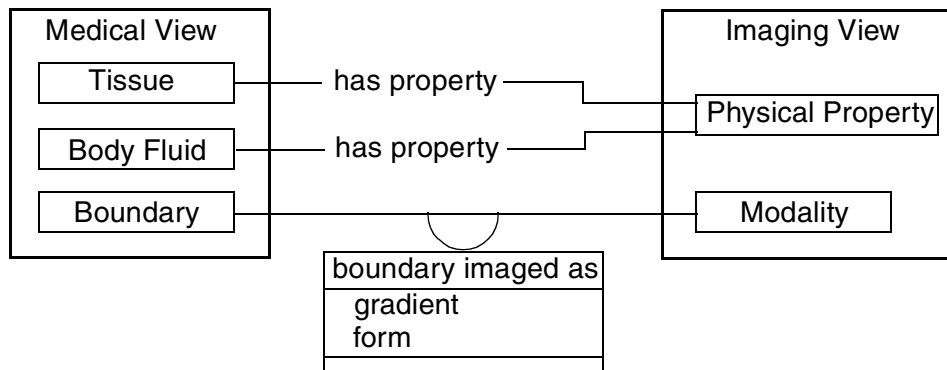 Medical View
Imaging View
Tissue
has property
Physical Property
Body Fluid
has property
Boundary
Modality
boundary imaged as
gradient
form